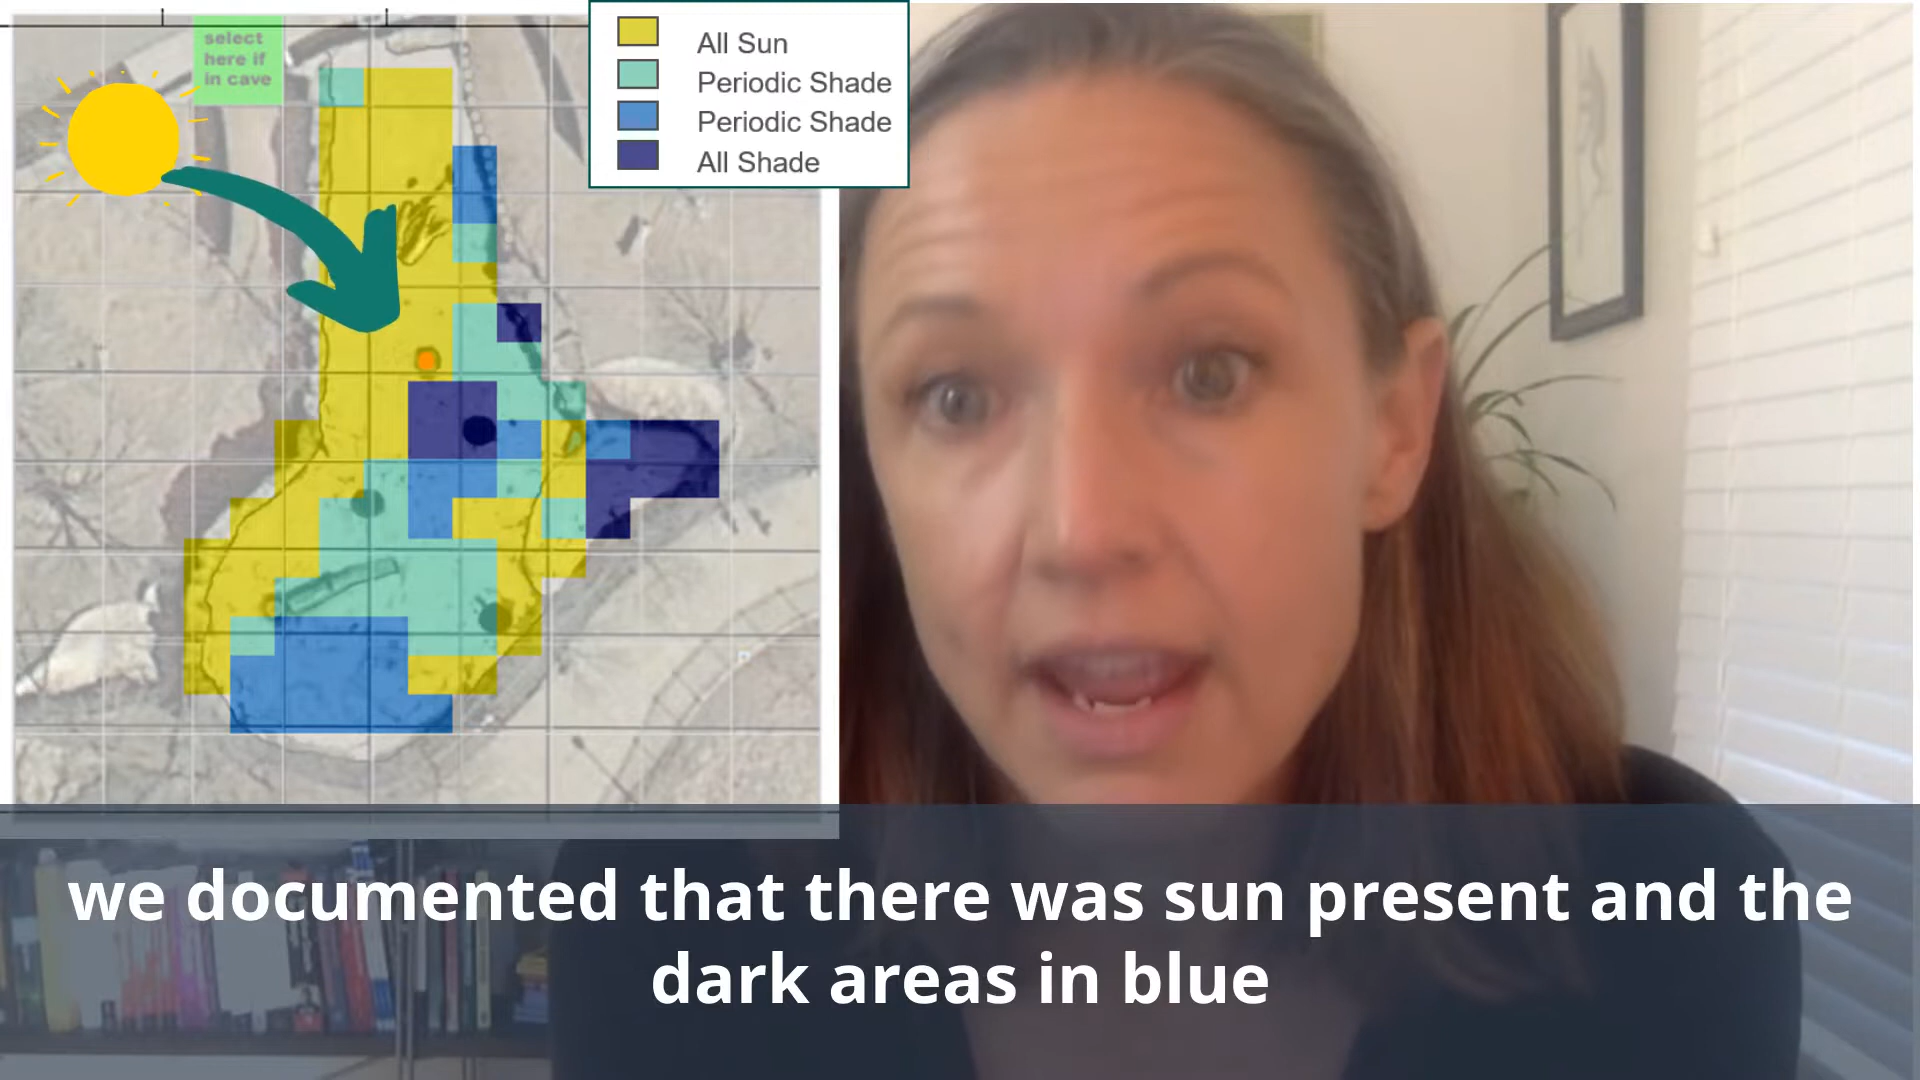 select
here if
in cave
All Sun
Periodic Shade
Periodic Shade
All Shade
we documented that there was sun present and the
dark areas in blue